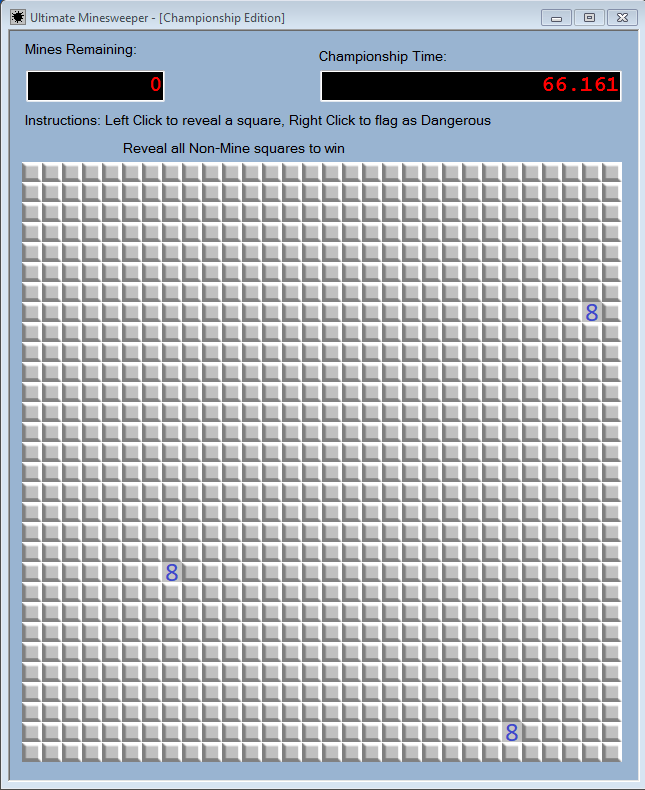 Ultimate Minesweeper - [Championship Edition]
Mines Remaining:
Championship Time:
0
66.161
Instructions: Left Click to reveal a square, Right Click to flag as Dangerous
Reveal all Non-Mine squares to win
8
8
8